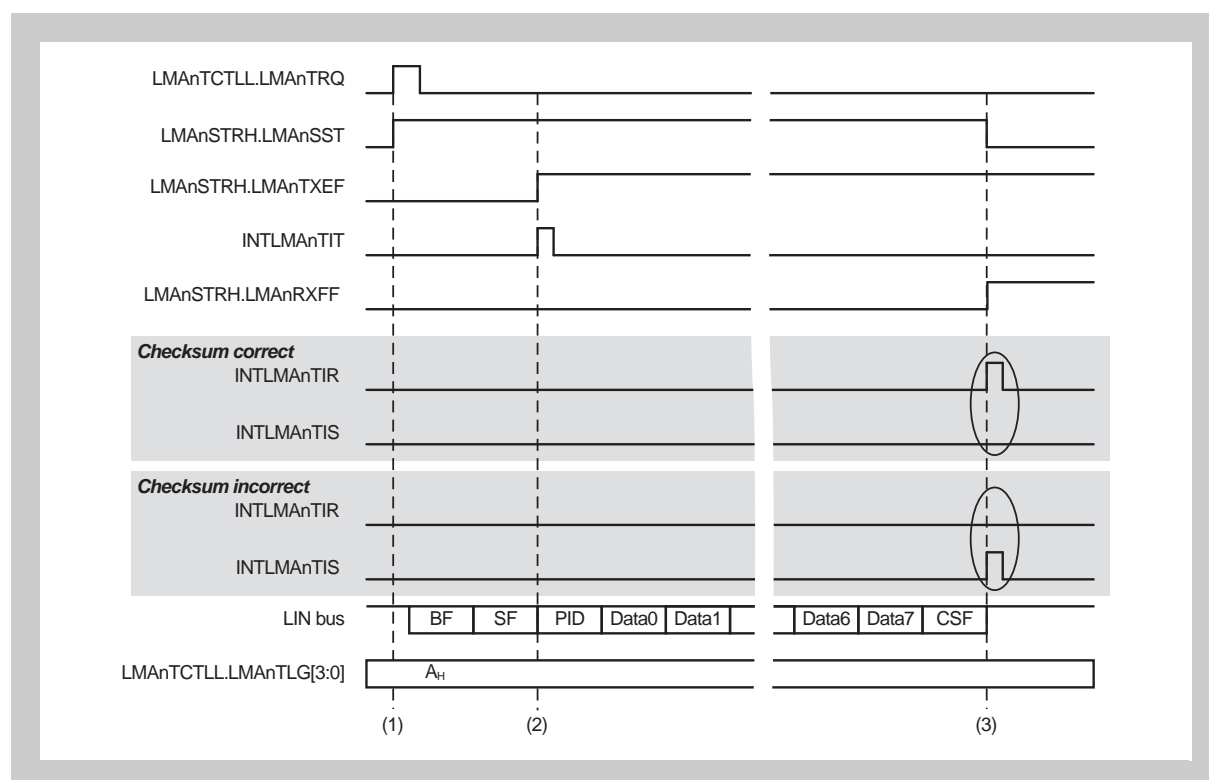 LMAnTCTLL.LMAnTRQ
LMAnSTRH.LMAnSST
LMAnSTRH.LMAnTXEF
INTLMAnTIT
LMAnSTRH.LMAnRXFF
Checksum correct
INTLMAnTIR
INTLMAnTIS
Checksum incorrect
INTLMAnTIR
INTLMAnTIS
LIN bus BF SF PID Data0 Data1 Data6 Data7 CSF
LMAnTCTLL.LMAnTLG[3:0] AH
(1) (2) (3)